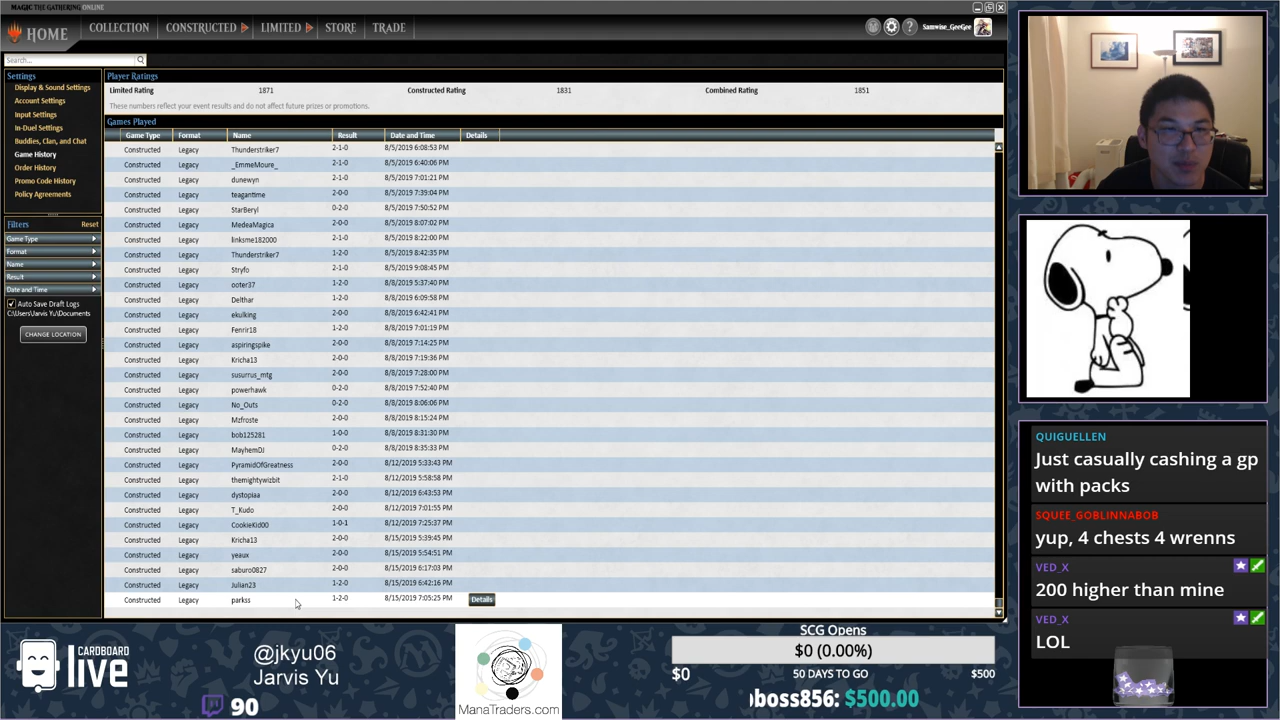 MAGIC THE GATHERING ONLINE
HOME
COLLECTION
CONSTRUCTED
LIMITED
STORE
TRADE
Samwise_GeeGee
Search...
Settings
Display & Sound Settings
Account Settings
Input Settings
In-Duel Settings
Buddies, Clan, and Chat
Game History
Order History
Promo Code History
Policy Agreements
Filters Reset
Game Type
Format
Name
Result
Date and Time
Auto Save Draft Logs
C:\Users\Jarvis Yu\Documents
CHANGE LOCATION
Player Ratings
Limited Rating 1871 Constructed Rating 1831 Combined Rating 1851
These numbers reflect your event results and do not affect future prizes or promotions.
Games Played
Game Type Format Name Result Date and Time Details
Constructed Legacy Thunderstriker7 2-1-0 8/5/2019 6:08:53 PM
Constructed Legacy _EmmeMoure_ 2-1-0 8/5/2019 6:40:06 PM
Constructed Legacy dunewyn 2-1-0 8/5/2019 7:01:21 PM
Constructed Legacy teagantime 2-0-0 8/5/2019 7:39:04 PM
Constructed Legacy StarBeryl 0-2-0 8/5/2019 7:50:52 PM
Constructed Legacy MedeaMagica 2-0-0 8/5/2019 8:07:02 PM
Constructed Legacy linksme182000 2-1-0 8/5/2019 8:22:00 PM
Constructed Legacy Thunderstriker7 1-2-0 8/5/2019 8:42:35 PM
Constructed Legacy Stryfo 2-1-0 8/5/2019 9:08:45 PM
Constructed Legacy ooter37 1-2-0 8/8/2019 5:37:40 PM
Constructed Legacy Delthar 1-2-0 8/8/2019 6:09:58 PM
Constructed Legacy ekulking 2-0-0 8/8/2019 6:42:41 PM
Constructed Legacy Fenrir18 1-2-0 8/8/2019 7:01:19 PM
Constructed Legacy aspiringspike 2-0-0 8/8/2019 7:14:25 PM
Constructed Legacy Kricha13 2-1-0 8/8/2019 7:19:36 PM
Constructed Legacy susurrus_mtg 2-0-0 8/8/2019 7:28:00 PM
Constructed Legacy powerhawk 0-2-0 8/8/2019 7:52:40 PM
Constructed Legacy No_Outs 0-2-0 8/8/2019 8:06:06 PM
Constructed Legacy Mzfroste 2-0-0 8/8/2019 8:15:24 PM
Constructed Legacy bob125281 1-0-0 8/8/2019 8:31:30 PM
Constructed Legacy MayhemDJ 0-2-0 8/8/2019 8:35:33 PM
Constructed Legacy PyramidOfGreatness 2-0-0 8/12/2019 5:33:43 PM
Constructed Legacy themightywizbit 2-1-0 8/12/2019 5:58:58 PM
Constructed Legacy dystopiaa 2-0-0 8/12/2019 6:43:53 PM
Constructed Legacy T_Kudo 2-0-0 8/12/2019 7:01:55 PM
Constructed Legacy CookieKid00 1-0-1 8/12/2019 7:25:37 PM
Constructed Legacy Kricha13 2-0-0 8/15/2019 5:39:45 PM
Constructed Legacy yeaux 2-0-0 8/15/2019 5:54:51 PM
Constructed Legacy saburo0827 2-0-0 8/15/2019 6:17:03 PM
Constructed Legacy Julian23 1-2-0 8/15/2019 6:42:16 PM
Constructed Legacy parkss 1-2-0 8/15/2019 7:05:25 PM Details
QUIGUELLEN
Just casually cashing a gp
with packs
SQUEE_GOBLINNABOB
yup, 4 chests 4 wrenns
VED_X
200 higher than mine
VED_X
LOL
CARDBOARD
live
@jkyu06
Jarvis Yu
90
ManaTraders.com
SCG Opens
$0 (0.00%)
$0 50 DAYS TO GO $500
boss856: $500.00